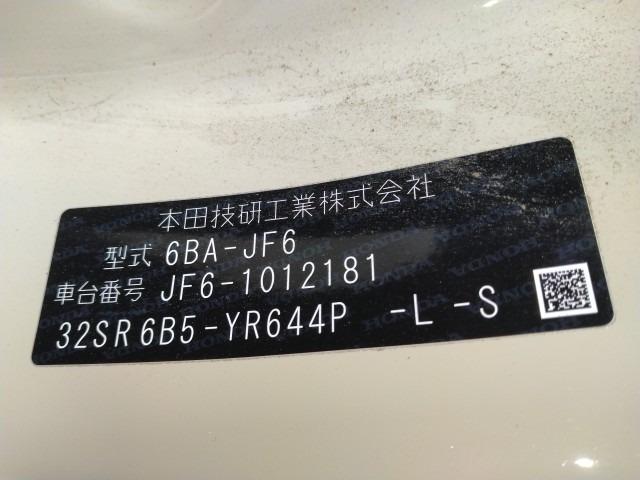 本田技研工業株式会社
型式 6BA-JF6
車台番号 JF6-1012181
32SR6B5-YR644P -L -S